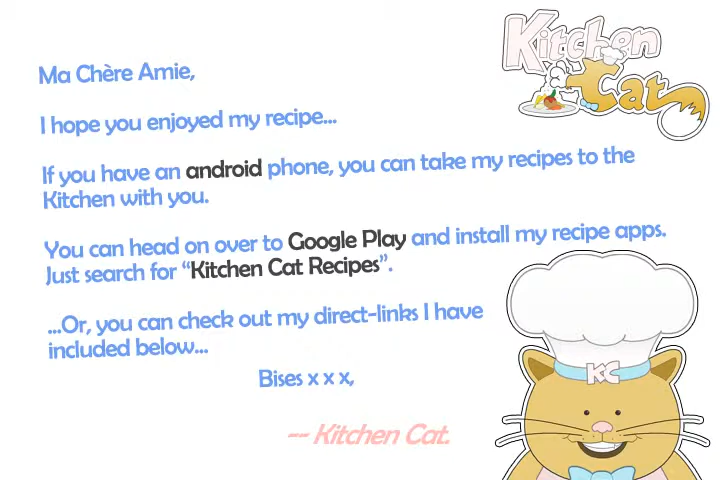 Kitchen
Cat
Ma Chère Amie,
I hope you enjoyed my recipe...
If you have an android phone, you can take my recipes to the
Kitchen with you.
You can head on over to Google Play and install my recipe apps.
Just search for “Kitchen Cat Recipes”.
...Or, you can check out my direct-links I have
included below...
Bises x x x,
-- Kitchen Cat.
KC